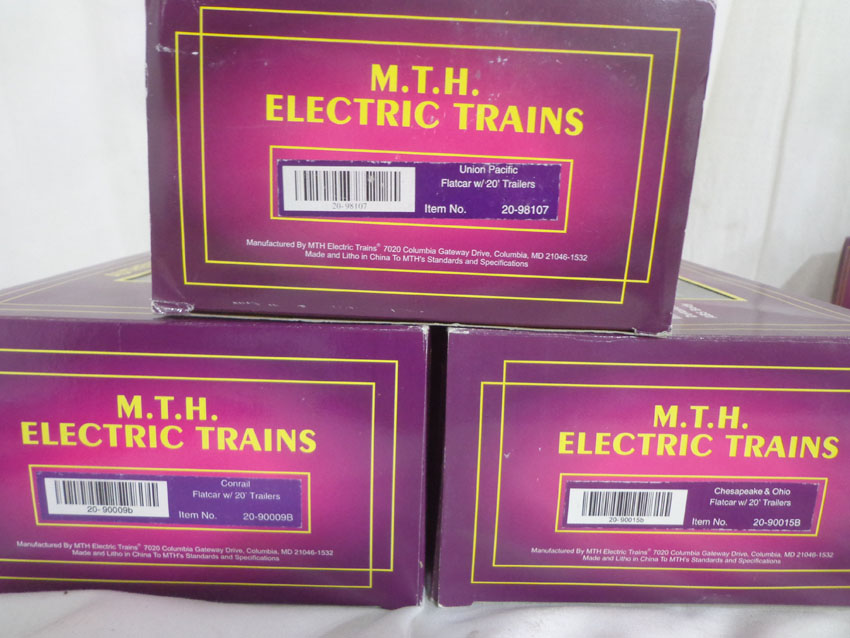 M.T.H.
ELECTRIC TRAINS
Union Pacific
Flatcar w/ 20' Trailers
20-98107
Item No. 20-98107
Manufactured By MTH Electric Trains® 7020 Columbia Gateway Drive, Columbia, MD 21046-1532
Made and Litho in China To MTH's Standards and Specifications
M.T.H.
ELECTRIC TRAINS
Conrail
Flatcar w/ 20' Trailers
20-90009b
Item No. 20-90009B
Manufactured By MTH Electric Trains® 7020 Columbia Gateway Drive, Columbia, MD 21046-1532
Made and Litho in China To MTH's Standards and Specifications
M.T.H.
ELECTRIC TRAINS
Chesapeake & Ohio
Flatcar w/ 20' Trailers
20-90015b
Item No. 20-90015B
Manufactured By MTH Electric Trains® 7020 Columbia Gateway Drive, Columbia, MD 21046-1532
Made and Litho in China To MTH's Standards and Specifications